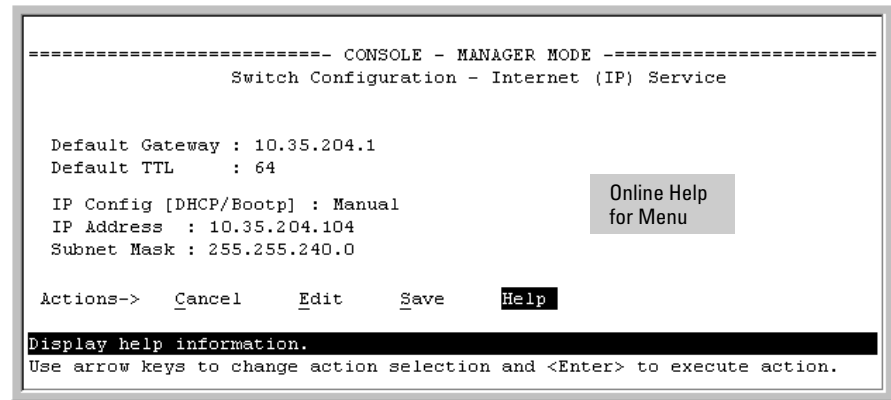 ==========================- CONSOLE - MANAGER MODE -========================
Switch Configuration - Internet (IP) Service
Default Gateway : 10.35.204.1
Default TTL     : 64
IP Config [DHCP/Bootp] : Manual
IP Address  : 10.35.204.104
Subnet Mask : 255.255.240.0
Online Help
for Menu
Actions->   Cancel     Edit     Save     Help
Display help information.
Use arrow keys to change action selection and <Enter> to execute action.